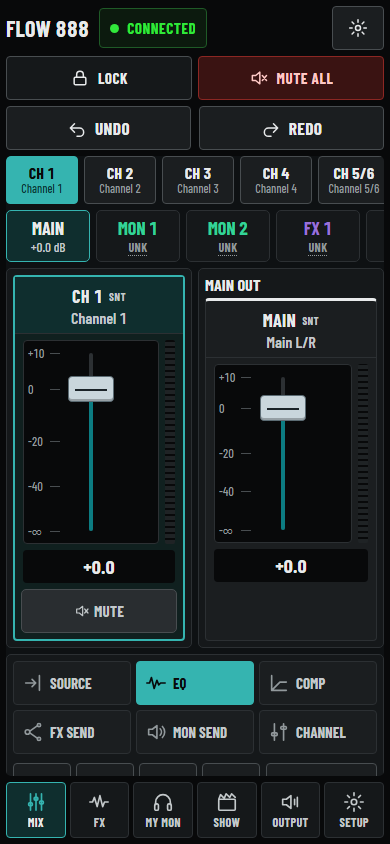 FLOW 888
CONNECTED
LOCK
MUTE ALL
UNDO
REDO
CH 1
Channel 1
CH 2
Channel 2
CH 3
Channel 3
CH 4
Channel 4
CH 5/6
Channel 5/6
MAIN
+0.0 dB
MON 1
UNK
MON 2
UNK
FX 1
UNK
CH 1 SNT
Channel 1
+10
0
-20
-40
-∞
+0.0
MUTE
MAIN OUT
MAIN SNT
Main L/R
+10
0
-20
-40
-∞
+0.0
SOURCE
EQ
COMP
FX SEND
MON SEND
CHANNEL
MIX
FX
MY MON
SHOW
OUTPUT
SETUP